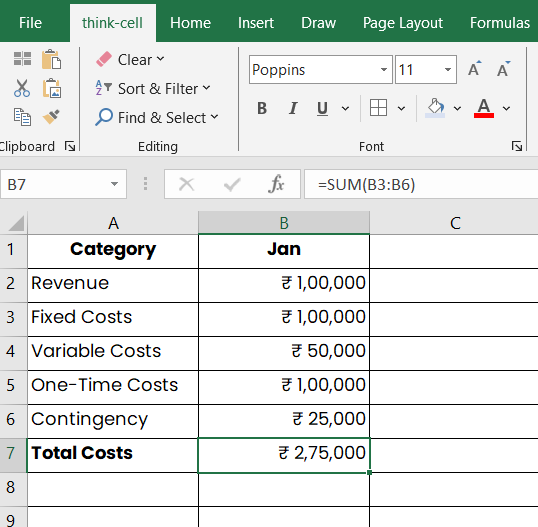 File think-cell Home Insert Draw Page Layout Formulas
Clear
Sort & Filter
Find & Select
Poppins 11 A A
B I U A
Clipboard Editing Font
B7 fx =SUM(B3:B6)
A B C
1 Category Jan
2 Revenue ₹ 1,00,000
3 Fixed Costs ₹ 1,00,000
4 Variable Costs ₹ 50,000
5 One-Time Costs ₹ 1,00,000
6 Contingency ₹ 25,000
7 Total Costs ₹ 2,75,000
8
9